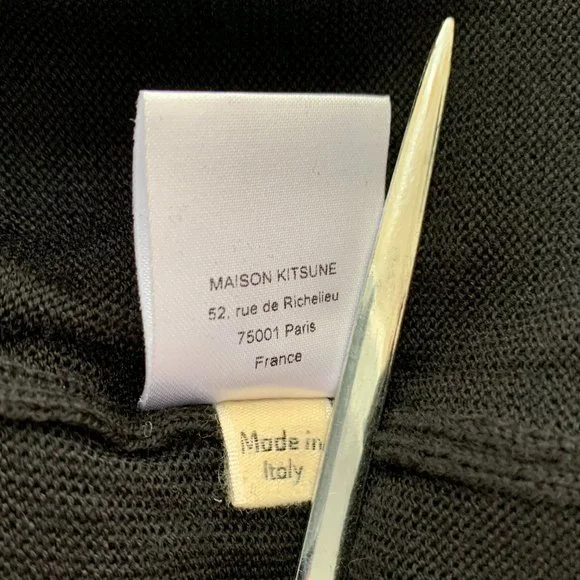 MAISON KITSUNE
52, rue de Richelieu
75001 Paris
France
Made in
Italy